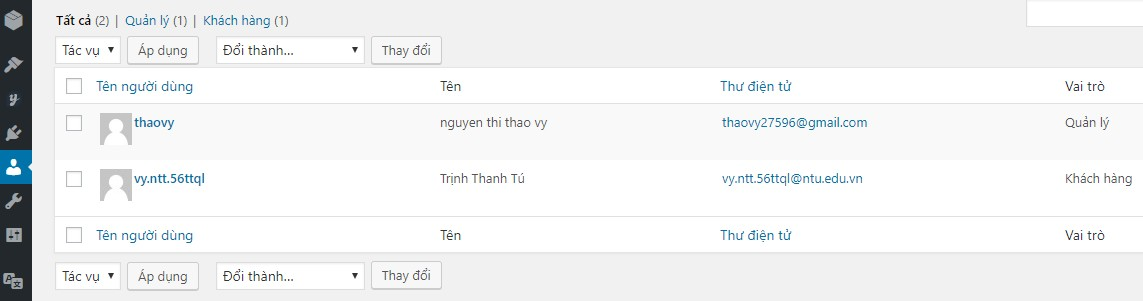 Tất cả (2) | Quản lý (1) | Khách hàng (1)
Tác vụ Áp dụng Đổi thành... Thay đổi
Tên người dùng Tên Thư điện tử Vai trò
thaovy nguyen thi thao vy thaovy27596@gmail.com Quản lý
vy.ntt.56ttql Trịnh Thanh Tú vy.ntt.56ttql@ntu.edu.vn Khách hàng
Tên người dùng Tên Thư điện tử Vai trò
Tác vụ Áp dụng Đổi thành... Thay đổi